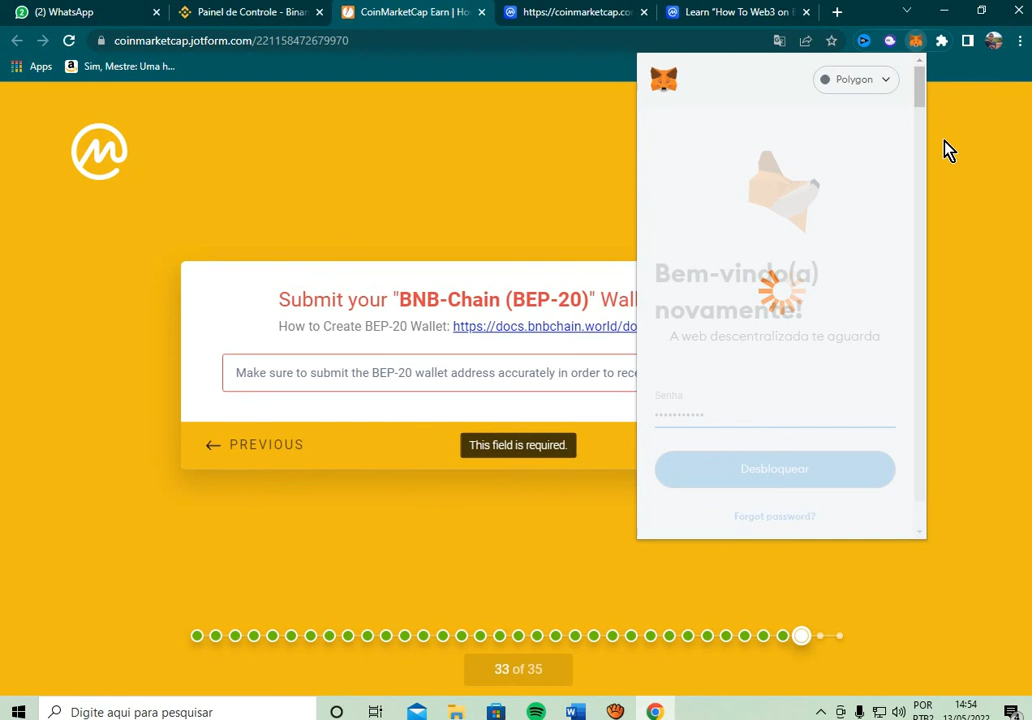 (2) WhatsApp
Painel de Controle - Binan
CoinMarketCap Earn | Ho
https://coinmarketcap.co
Learn "How To Web3 on B
coinmarketcap.jotform.com/221158472679970
Apps
Sim, Mestre: Uma h...
Polygon
Bem-vindo(a)
novamente!
A web descentralizada te aguarda
Senha
Desbloquear
Forgot password?
Submit your "BNB-Chain (BEP-20)" Wall
How to Create BEP-20 Wallet: https://docs.bnbchain.world/do
Make sure to submit the BEP-20 wallet address accurately in order to rece
PREVIOUS
This field is required.
33 of 35
Digite aqui para pesquisar
POR
PTB2
14:54
13/05/2022